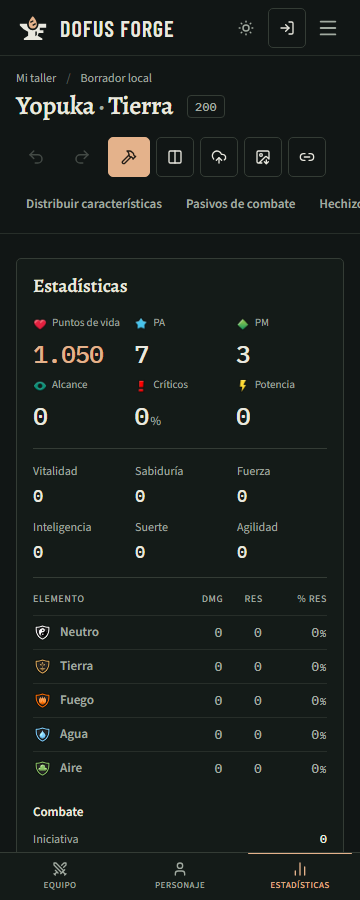 DOFUS FORGE
Mi taller / Borrador local
Yopuka · Tierra 200
Distribuir características Pasivos de combate Hechizo
Estadísticas
Puntos de vida PA PM
1.050 7 3
Alcance Críticos Potencia
0 0% 0
Vitalidad Sabiduría Fuerza
0 0 0
Inteligencia Suerte Agilidad
0 0 0
ELEMENTO DMG RES % RES
Neutro 0 0 0%
Tierra 0 0 0%
Fuego 0 0 0%
Agua 0 0 0%
Aire 0 0 0%
Combate
Iniciativa 0
EQUIPO PERSONAJE ESTADÍSTICAS